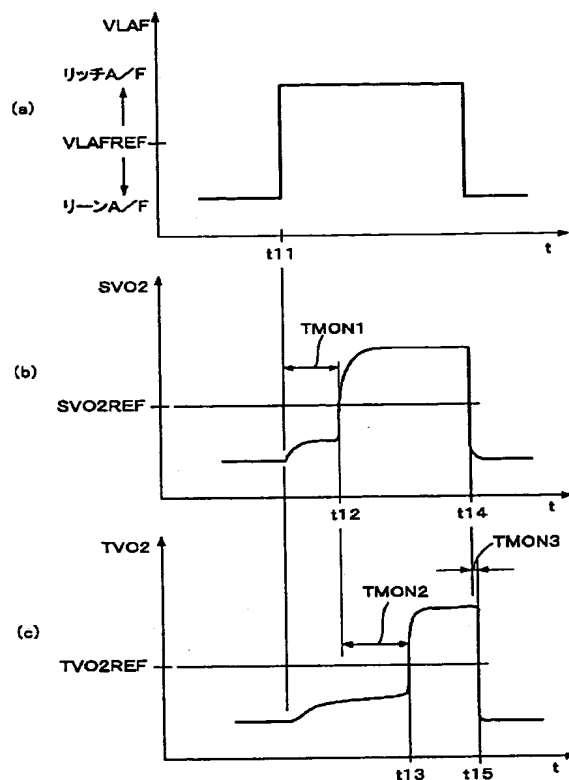 VLAF
リッチA/F
(a)
VLAFREF
リーンA/F
t11
t
SVO2
TMON1
(b)
SVO2REF
t12
t14
t
TVO2
TMON3
TMON2
(c)
TVO2REF
t13
t15
t